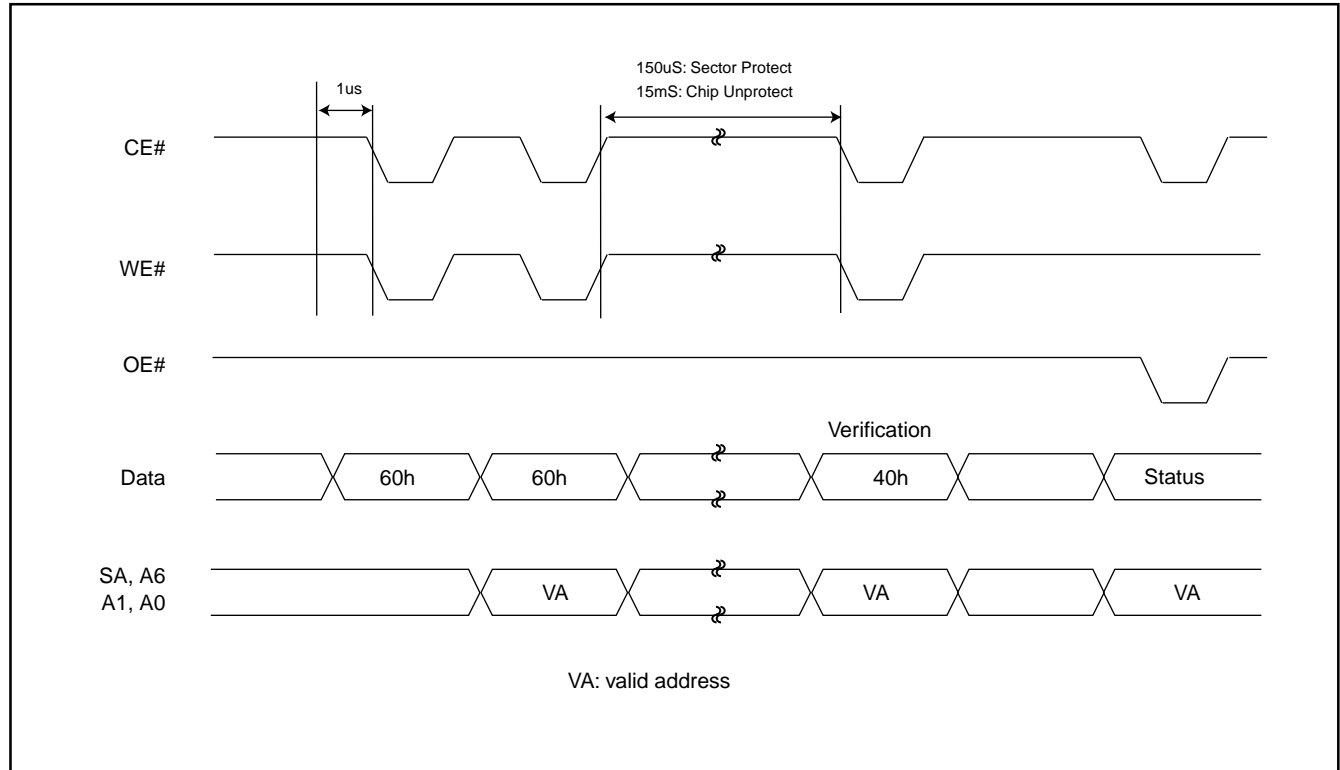 150uS: Sector Protect
15mS: Chip Unprotect
1us
CE#
WE#
OE#
Verification
Data
60h
60h
40h
Status
SA, A6
A1, A0
VA
VA
VA
VA: valid address